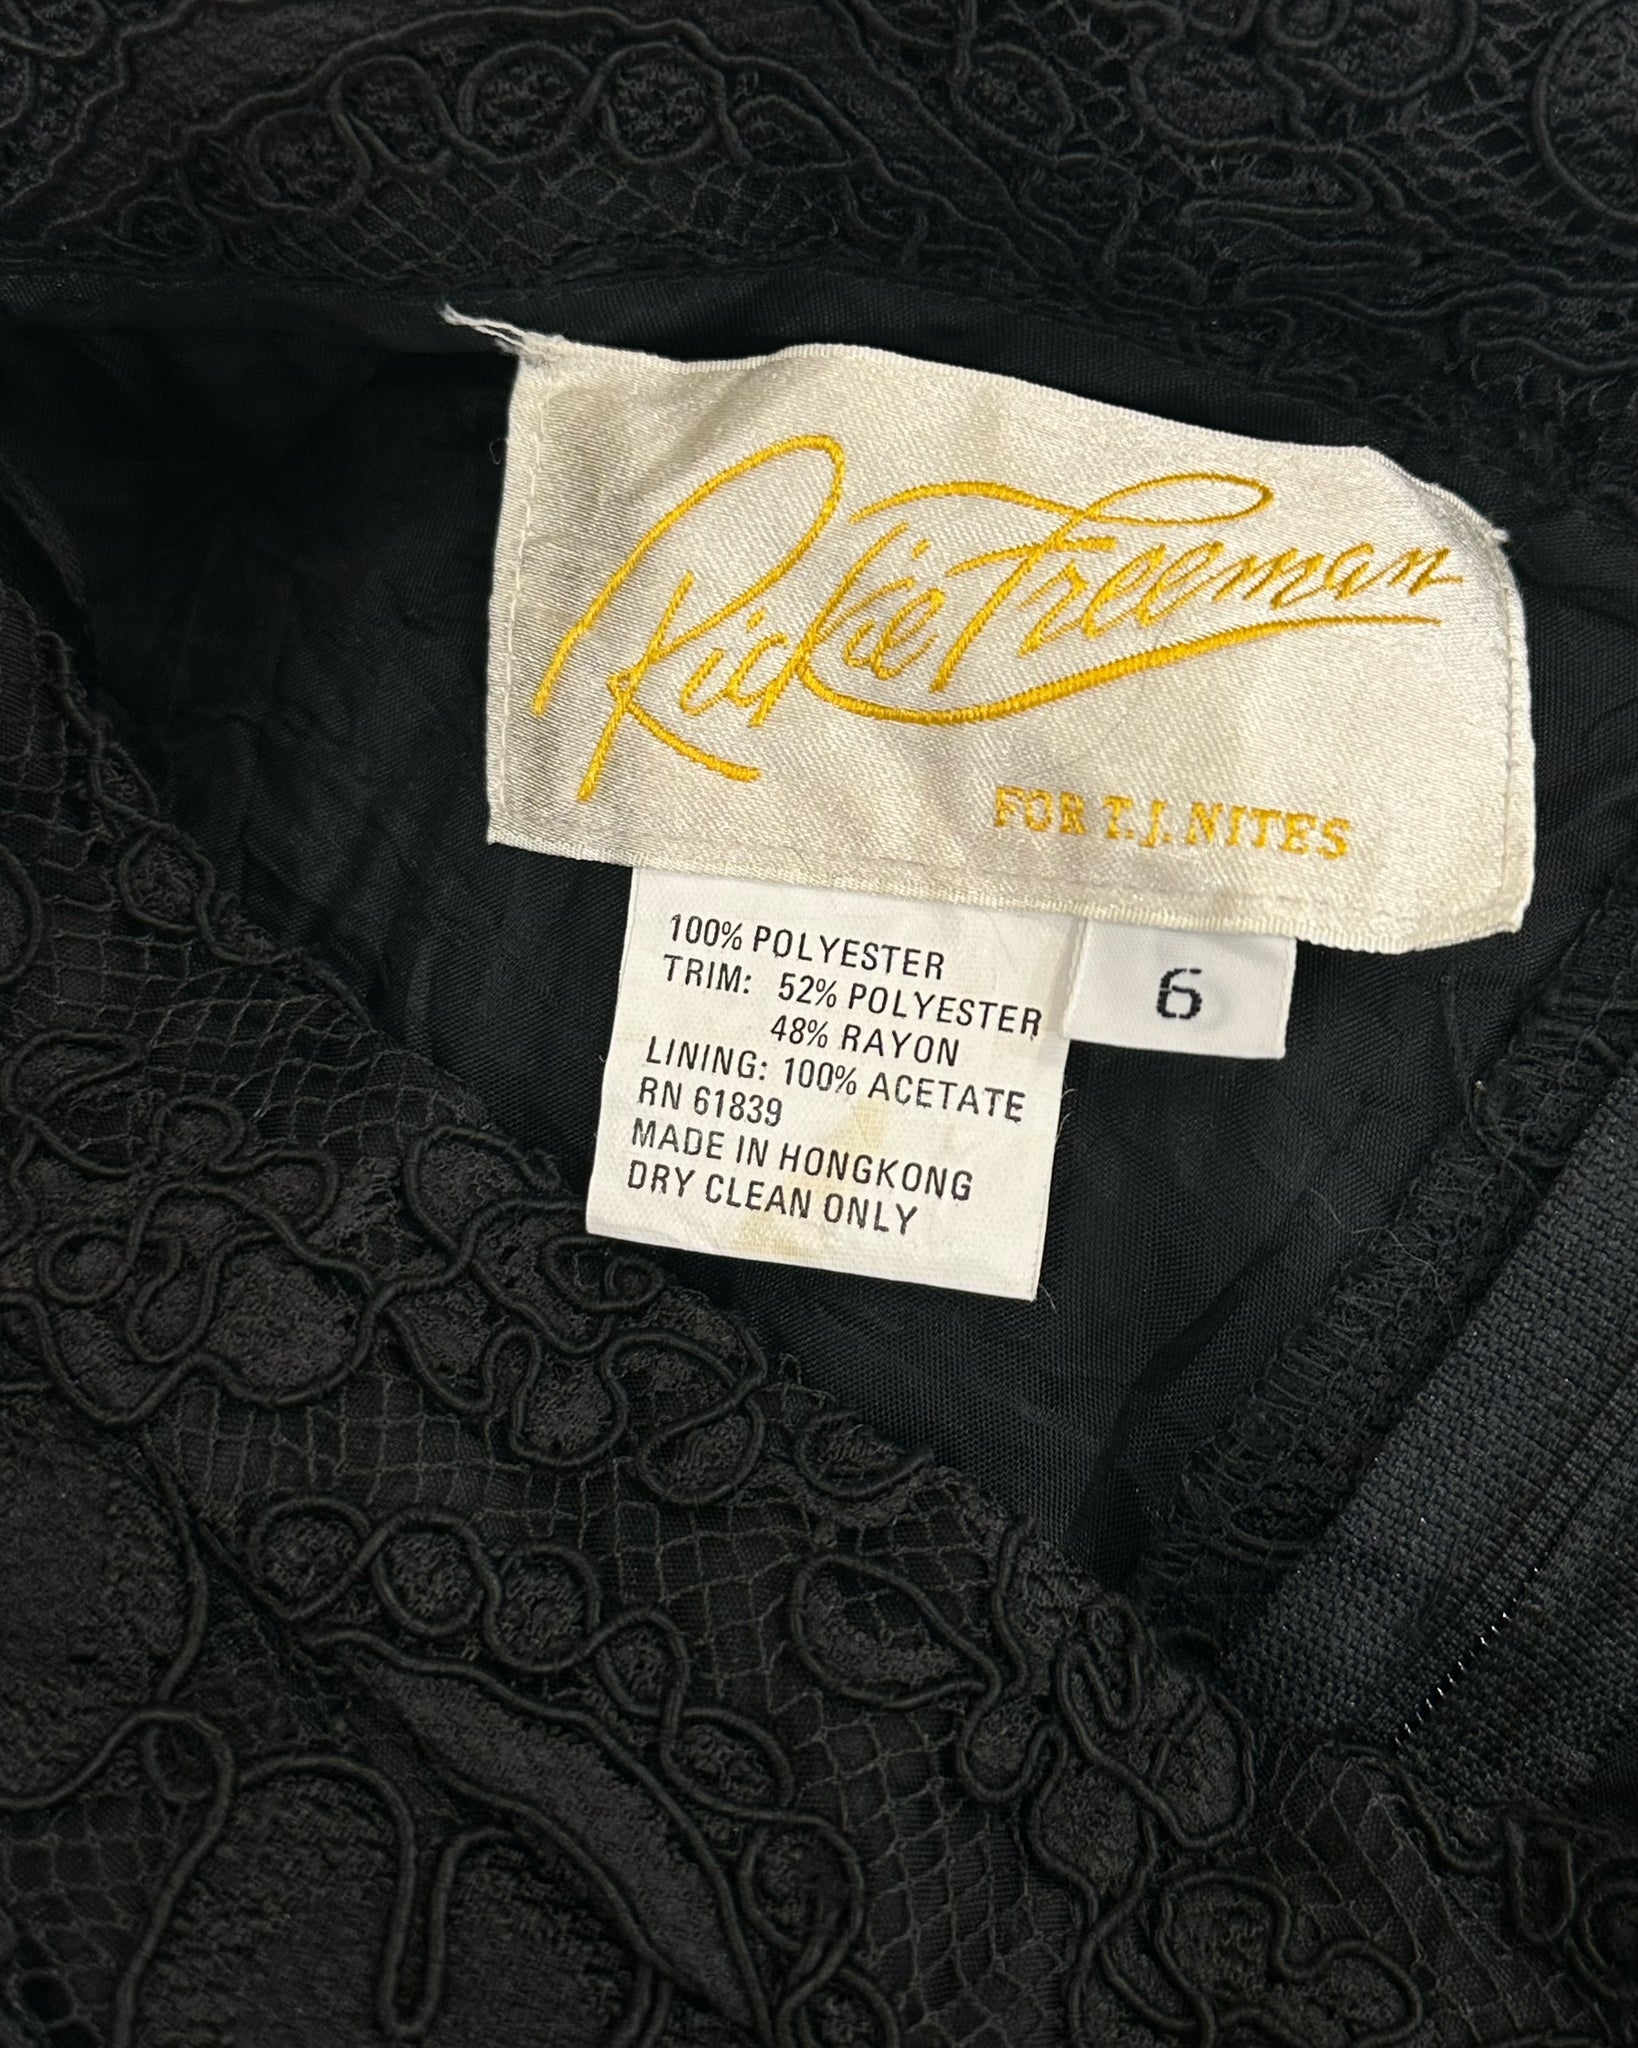 Rickie Freeman
FOR T.J. NITES
100% POLYESTER
TRIM: 52% POLYESTER
48% RAYON
LINING: 100% ACETATE
RN 61839
MADE IN HONGKONG
DRY CLEAN ONLY
6